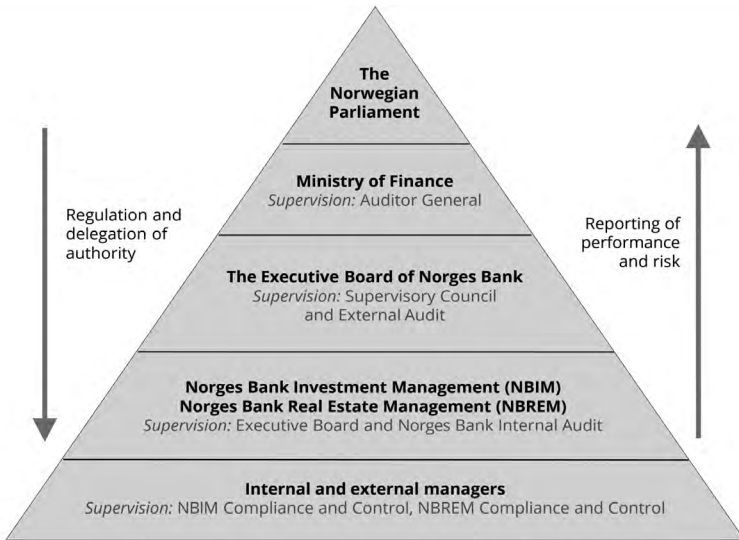 The
Norwegian
Parliament
Ministry of Finance
Supervision: Auditor General
Regulation and
delegation of
authority
Reporting of
performance
and risk
The Executive Board of Norges Bank
Supervision: Supervisory Council
and External Audit
Norges Bank Investment Management (NBIM)
Norges Bank Real Estate Management (NBREM)
Supervision: Executive Board and Norges Bank Internal Audit
Internal and external managers
Supervision: NBIM Compliance and Control, NBREM Compliance and Control